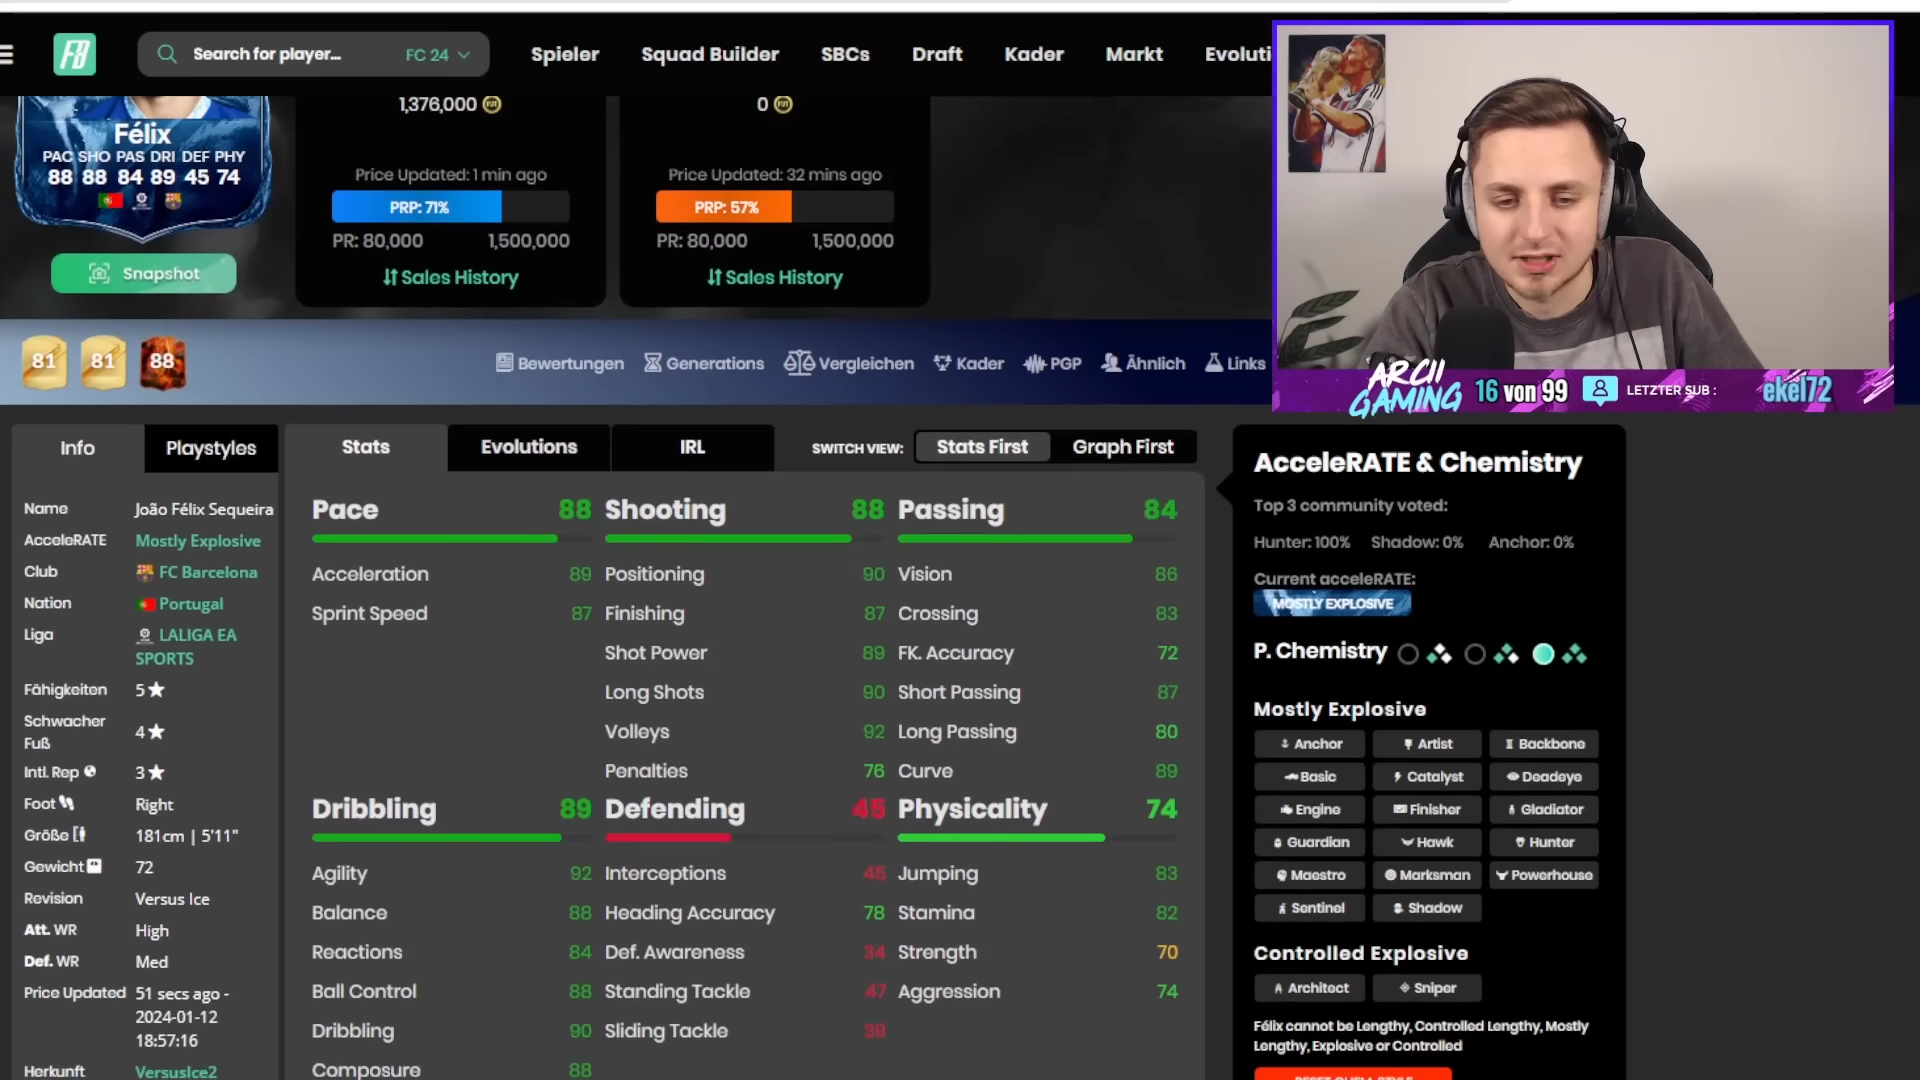 Search for player...
FC 24
Spieler
Squad Builder
SBCs
Draft
Kader
Markt
Evoluti
Félix
PAC SHO PAS DRI DEF PHY
88 88 84 89 45 74
Snapshot
1,376,000
Price Updated: 1 min ago
PRP: 71%
PR: 80,000 1,500,000
Sales History
0
Price Updated: 32 mins ago
PRP: 57%
PR: 80,000 1,500,000
Sales History
ARCII
GAMING
16 von 99
LETZTER SUB :
ekel72
81
81
88
Bewertungen
Generations
Vergleichen
Kader
PGP
Ähnlich
Links
Info
Playstyles
Name João Félix Sequeira
AcceleRATE Mostly Explosive
Club FC Barcelona
Nation Portugal
Liga LALIGA EA
SPORTS
Fähigkeiten 5
Schwacher
Fuß 4
Intl. Rep 3
Foot Right
Größe 181cm | 5'11"
Gewicht 72
Revision Versus Ice
Att. WR High
Def. WR Med
Price Updated 51 secs ago -
2024-01-12
18:57:16
Herkunft VersusIce2
Stats
Evolutions
IRL
SWITCH VIEW:
Stats First
Graph First
Pace 88
Acceleration 89
Sprint Speed 87
Shooting 88
Positioning 90
Finishing 87
Shot Power 89
Long Shots 90
Volleys 92
Penalties 76
Passing 84
Vision 86
Crossing 83
FK. Accuracy 72
Short Passing 87
Long Passing 80
Curve 89
Dribbling 89
Agility 92
Balance 88
Reactions 84
Ball Control 88
Dribbling 90
Composure 88
Defending 45
Interceptions 45
Heading Accuracy 78
Def. Awareness 34
Standing Tackle 47
Sliding Tackle 39
Physicality 74
Jumping 83
Stamina 82
Strength 70
Aggression 74
AcceleRATE & Chemistry
Top 3 community voted:
Hunter: 100% Shadow: 0% Anchor: 0%
Current acceleRATE:
MOSTLY EXPLOSIVE
P. Chemistry
Mostly Explosive
Anchor Artist Backbone
Basic Catalyst Deadeye
Engine Finisher Gladiator
Guardian Hawk Hunter
Maestro Marksman Powerhouse
Sentinel Shadow
Controlled Explosive
Architect Sniper
Félix cannot be Lengthy, Controlled Lengthy, Mostly
Lengthy, Explosive or Controlled